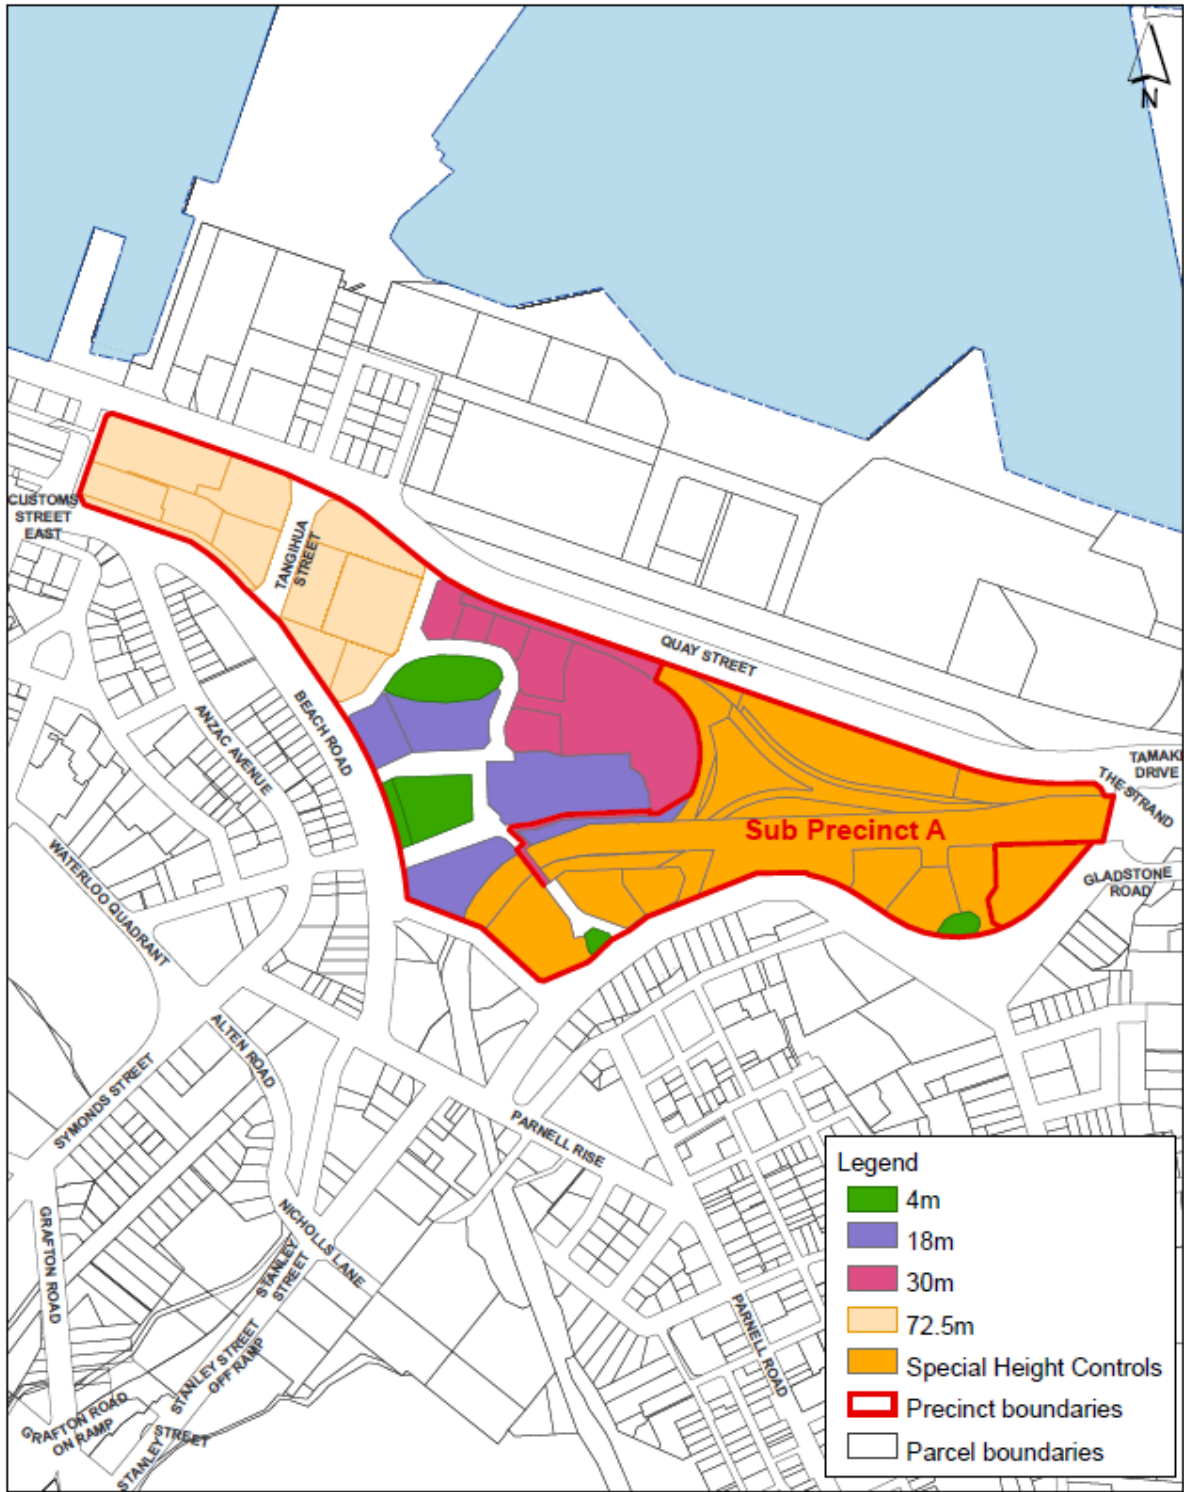 N
CUSTOMS
STREET
EAST
TANGIHUA
STREET
QUAY STREET
TAMAKI
DRIVE
THE STRAND
BEACH ROAD
ANZAC AVENUE
Sub Precinct A
GLADSTONE
ROAD
WATERLOO QUADRANT
ALTEN ROAD
SYMONDS STREET
PARNELL RISE
NICHOLLS LANE
GRAFTON ROAD
STANLEY
STREET
STANLEY STREET
OFF RAMP
PARNELL ROAD
GRAFTON ROAD
ON RAMP
STANLEY
STREET
Legend
4m
18m
30m
72.5m
Special Height Controls
Precinct boundaries
Parcel boundaries